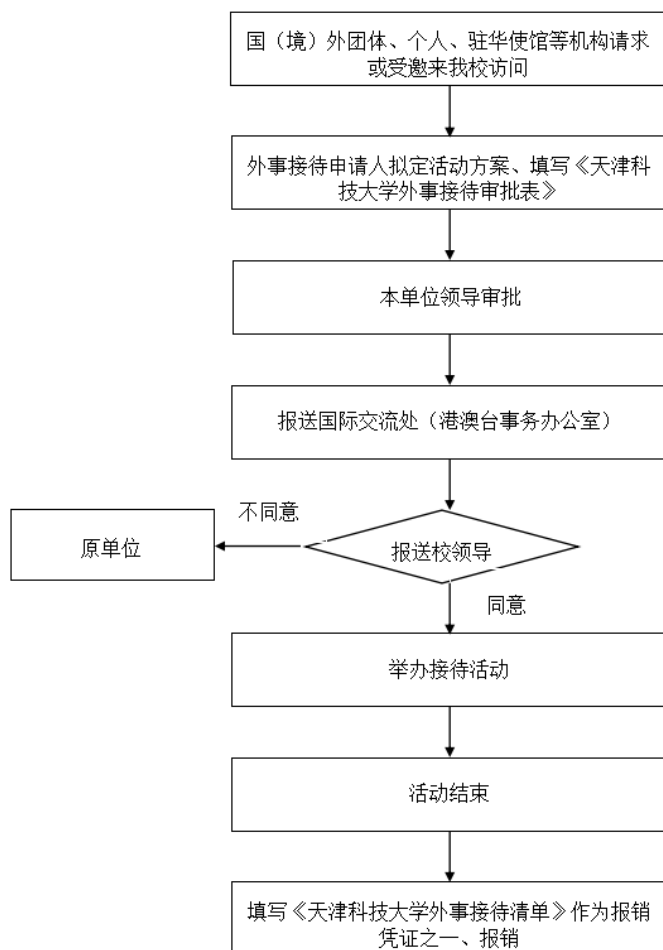 国（境）外团体、个人、驻华使馆等机构请求
或受邀来我校访问
外事接待申请人拟定活动方案、填写《天津科
技大学外事接待审批表》
本单位领导审批
报送国际交流处（港澳台事务办公室）
不同意
原单位
报送校领导
同意
举办接待活动
活动结束
填写《天津科技大学外事接待清单》作为报销
凭证之一、报销